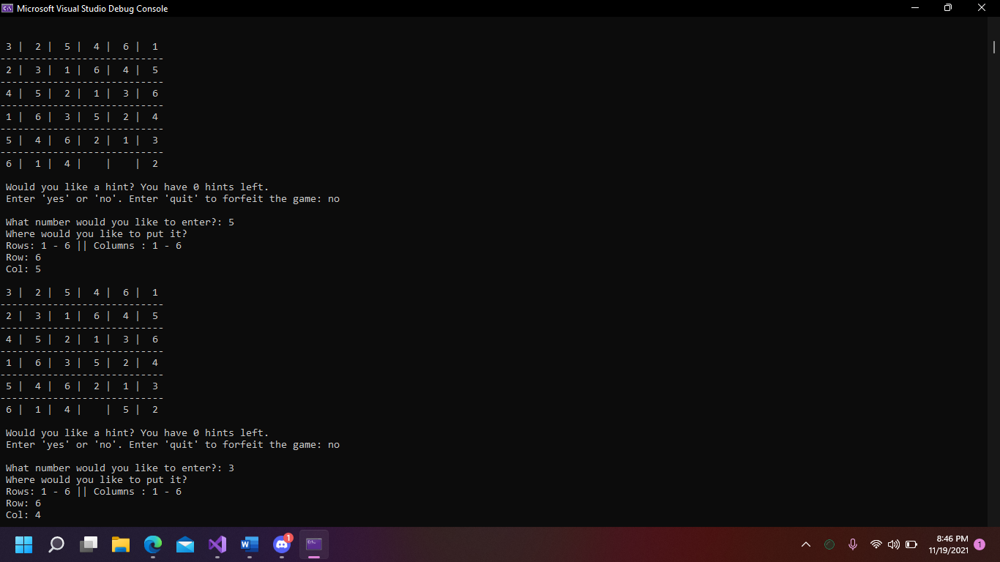 Microsoft Visual Studio Debug Console
3 | 2 | 5 | 4 | 6 | 1
----------------------------
2 | 3 | 1 | 6 | 4 | 5
----------------------------
4 | 5 | 2 | 1 | 3 | 6
----------------------------
1 | 6 | 3 | 5 | 2 | 4
----------------------------
5 | 4 | 6 | 2 | 1 | 3
----------------------------
6 | 1 | 4 |   |   | 2
Would you like a hint? You have 0 hints left.
Enter 'yes' or 'no'. Enter 'quit' to forfeit the game: no
What number would you like to enter?: 5
Where would you like to put it?
Rows: 1 - 6 || Columns : 1 - 6
Row: 6
Col: 5
3 | 2 | 5 | 4 | 6 | 1
----------------------------
2 | 3 | 1 | 6 | 4 | 5
----------------------------
4 | 5 | 2 | 1 | 3 | 6
----------------------------
1 | 6 | 3 | 5 | 2 | 4
----------------------------
5 | 4 | 6 | 2 | 1 | 3
----------------------------
6 | 1 | 4 |   | 5 | 2
Would you like a hint? You have 0 hints left.
Enter 'yes' or 'no'. Enter 'quit' to forfeit the game: no
What number would you like to enter?: 3
Where would you like to put it?
Rows: 1 - 6 || Columns : 1 - 6
Row: 6
Col: 4
1
8:46 PM
11/19/2021
1